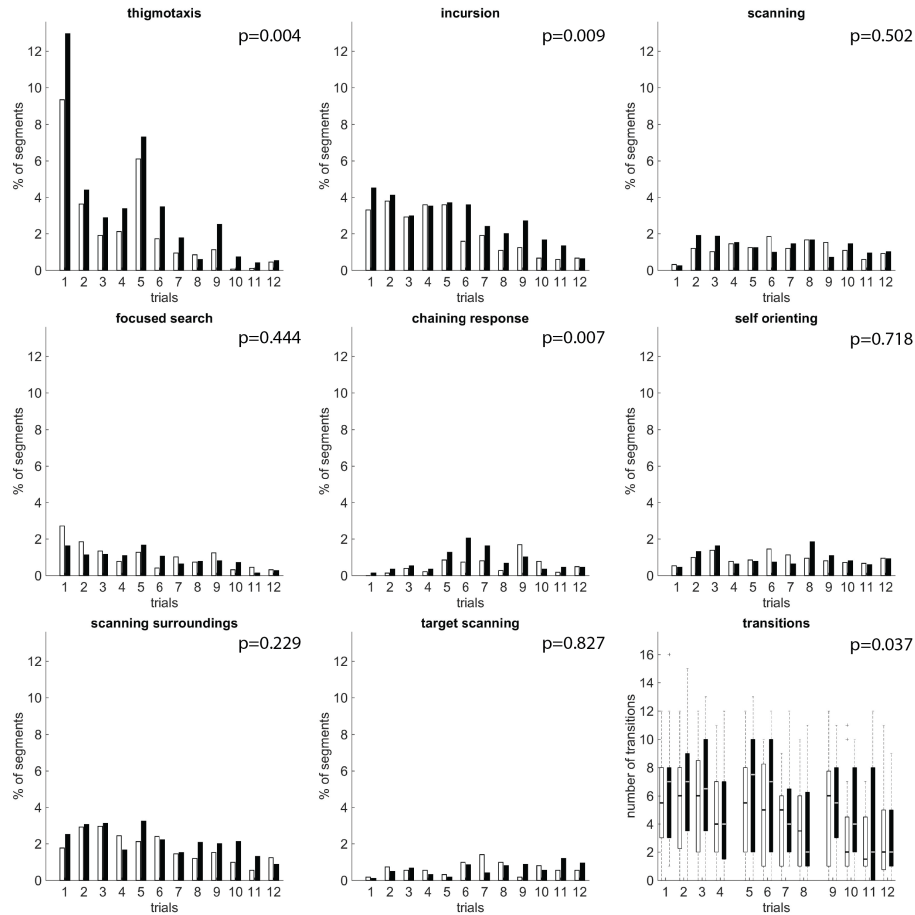 thigmotaxis
p=0.004
12
10
8
6
4
2
0
% of segments
1 2 3 4 5 6 7 8 9 10 11 12
trials
incursion
p=0.009
12
10
8
6
4
2
0
% of segments
1 2 3 4 5 6 7 8 9 10 11 12
trials
scanning
p=0.502
12
10
8
6
4
2
0
% of segments
1 2 3 4 5 6 7 8 9 10 11 12
trials
focused search
p=0.444
12
10
8
6
4
2
0
% of segments
1 2 3 4 5 6 7 8 9 10 11 12
trials
chaining response
p=0.007
12
10
8
6
4
2
0
% of segments
1 2 3 4 5 6 7 8 9 10 11 12
trials
self orienting
p=0.718
12
10
8
6
4
2
0
% of segments
1 2 3 4 5 6 7 8 9 10 11 12
trials
scanning surroundings
p=0.229
12
10
8
6
4
2
0
% of segments
1 2 3 4 5 6 7 8 9 10 11 12
trials
target scanning
p=0.827
12
10
8
6
4
2
0
% of segments
1 2 3 4 5 6 7 8 9 10 11 12
trials
transitions
p=0.037
16
14
12
10
8
6
4
2
0
number of transitions
1 2 3 4 5 6 7 8 9 10 11 12
trials